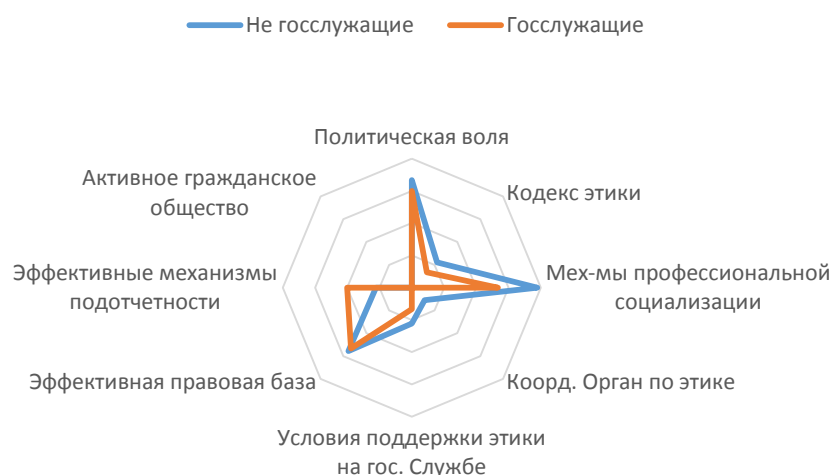 Не госслужащие Госслужащие
Политическая воля
Активное гражданское
общество
Кодекс этики
Эффективные механизмы
подотчетности
Мех-мы профессиональной
социализации
Эффективная правовая база
Коорд. Орган по этике
Условия поддержки этики
на гос. Службе